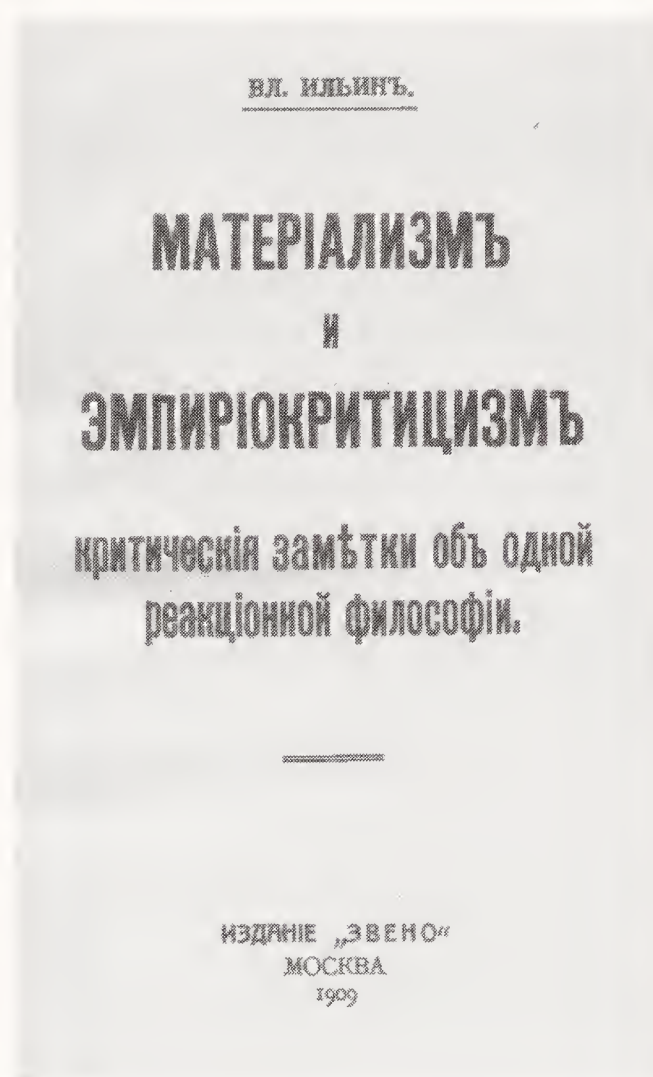 ВЛ. ИЛЬИНЪ.
МАТЕРІАЛИЗМЪ
и
ЭМПИРІОКРИТИЦИЗМЪ
критическія замѣтки объ одной
реакціонной философіи.
ИЗДАНІЕ „ЗВЕНО“
МОСКВА
1909